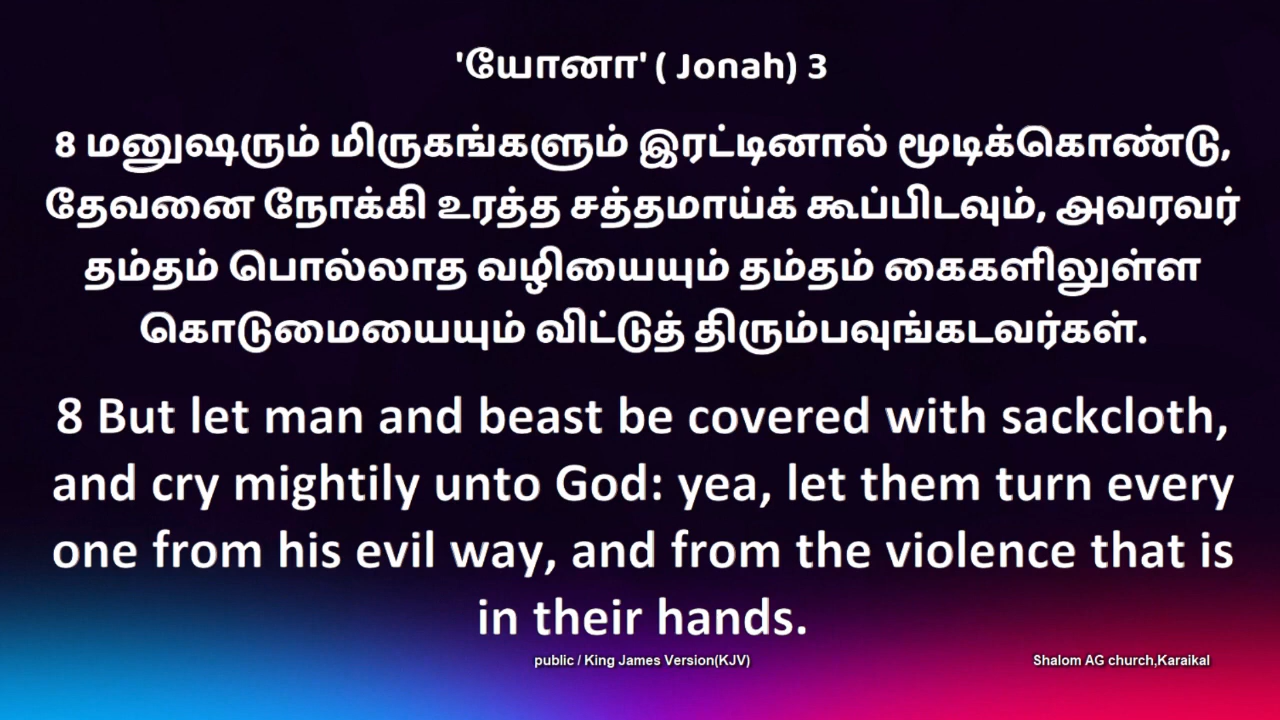 'யோனா' ( Jonah) 3
8 மனுஷரும் மிருகங்களும் இரட்டினால் மூடிக்கொண்டு,
தேவனை நோக்கி உரத்த சத்தமாய்க் கூப்பிடவும், அவரவர்
தம்தம் பொல்லாத வழியையும் தம்தம் கைகளிலுள்ள
கொடுமையையும் விட்டுத் திரும்பவுங்கடவர்கள்.
8 But let man and beast be covered with sackcloth,
and cry mightily unto God: yea, let them turn every
one from his evil way, and from the violence that is
in their hands.
public / King James Version(KJV)
Shalom AG church,Karaikal